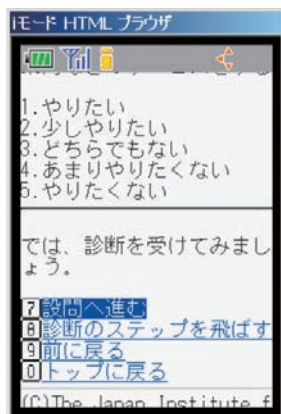 iモード HTML ブラウザ
1.やりたい
2.少しやりたい
3.どちらでもない
4.あまりやりたくない
5.やりたくない
では、診断を受けてみまし
ょう。
7設問へ進む
8診断のステップを飛ばす
9前に戻る
0トップに戻る
(C)The Japan Institute f